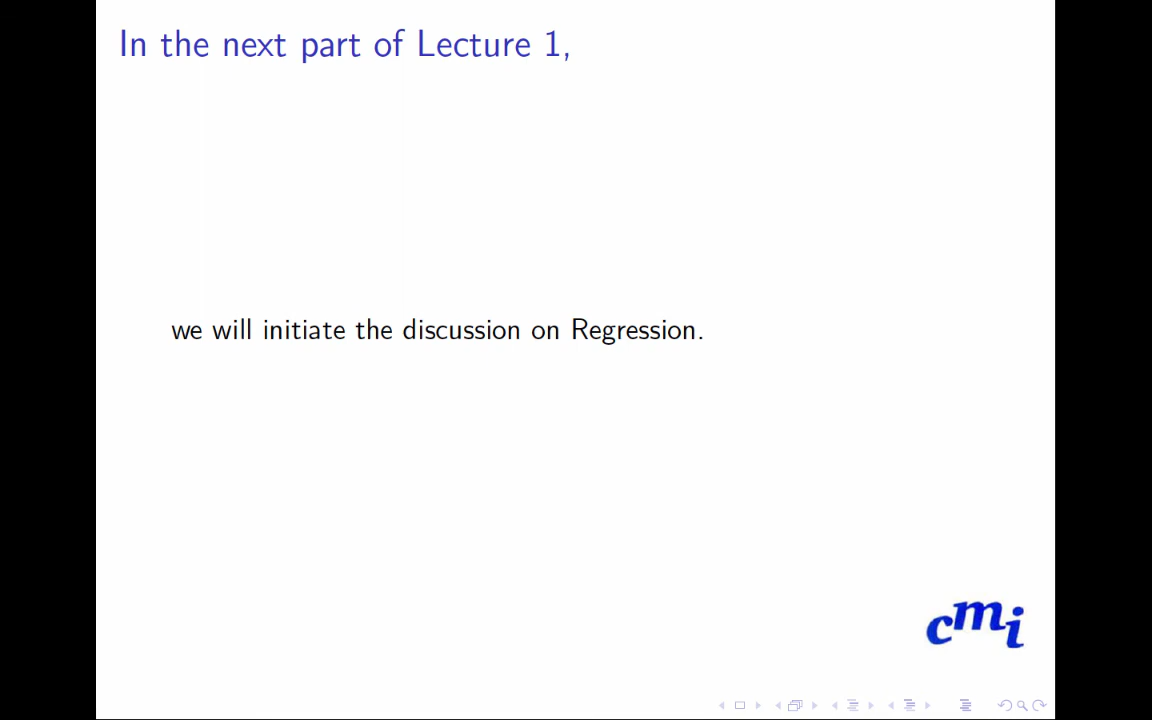 In the next part of Lecture 1,
we will initiate the discussion on Regression.
cmi